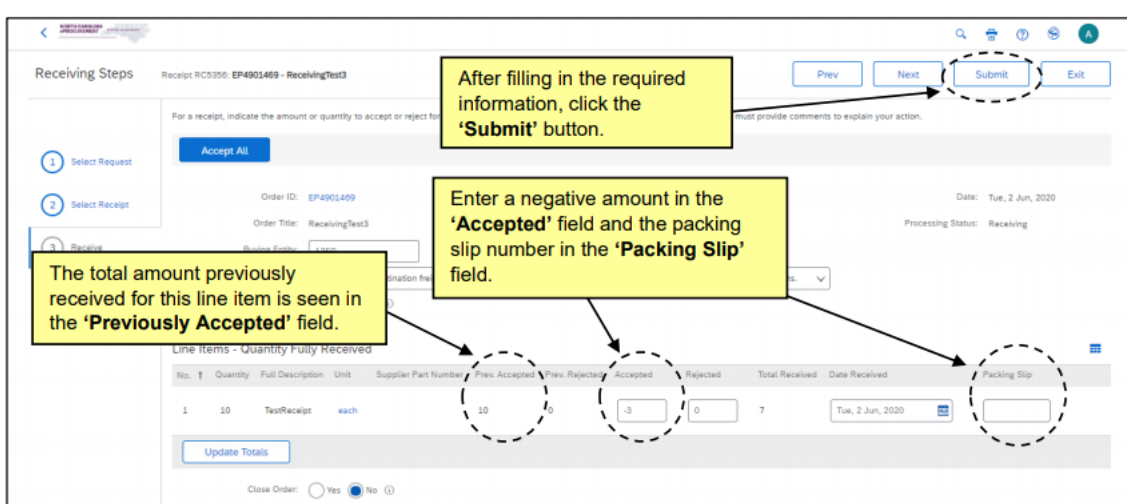 NORTH CAROLINA
ePROCUREMENT
A
Receiving Steps
Receipt RC5356: EP4901469 - ReceivingTest3
Prev
Next
Submit
Exit
After filling in the required
information, click the
‘Submit’ button.
For a receipt, indicate the amount or quantity to accept or reject for
must provide comments to explain your action.
Accept All
1 Select Request
2 Select Receipt
3 Receive
Order ID: EP4901469
Date: Tue, 2 Jun, 2020
Order Title: ReceivingTest3
Processing Status: Receiving
Buying Entity:
Enter a negative amount in the
‘Accepted’ field and the packing
slip number in the ‘Packing Slip’
field.
The total amount previously
received for this line item is seen in
the ‘Previously Accepted’ field.
Line Items - Quantity Fully Received
No. ↑ Quantity Full Description Unit Supplier Part Number Prev. Accepted Prev. Rejected Accepted Rejected Total Received Date Received Packing Slip
1 10 TestReceipt each 10 0 -3 0 7 Tue, 2 Jun, 2020
Update Totals
Close Order: Yes No